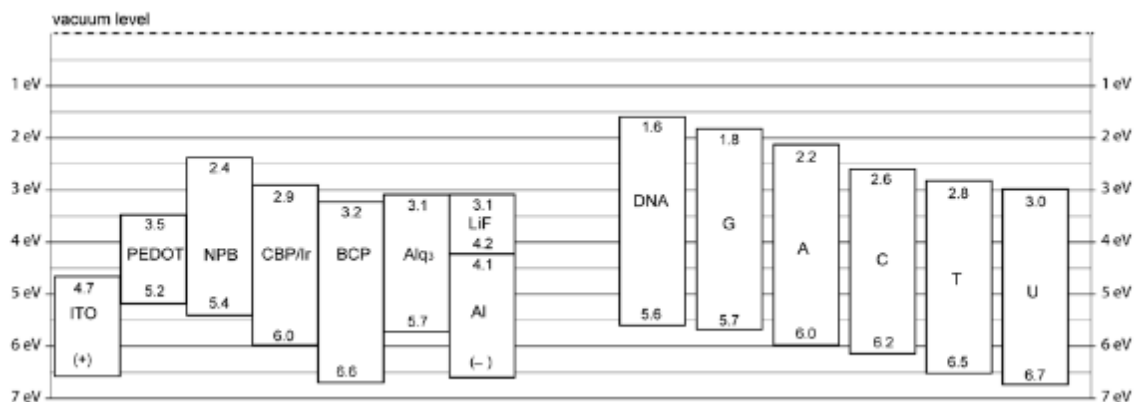 vacuum level
1 eV 1 eV
1.6
2 eV 1.8 2 eV
2.4 2.2
2.6
3 eV 2.9 3.1 3.1 2.8 3 eV
3.5 3.2 LiF DNA 3.0
4 eV G 4 eV
PEDOT NPB CBP/Ir BCP Alq₃ 4.2 A
4.7 4.1 C
5 eV 5.2 T 5 eV
ITO 5.4 Al U
5.7 5.6 5.7
6 eV (+) 6.0 (–) 6.0 6.2 6 eV
6.6 6.5 6.7
7 eV 7 eV